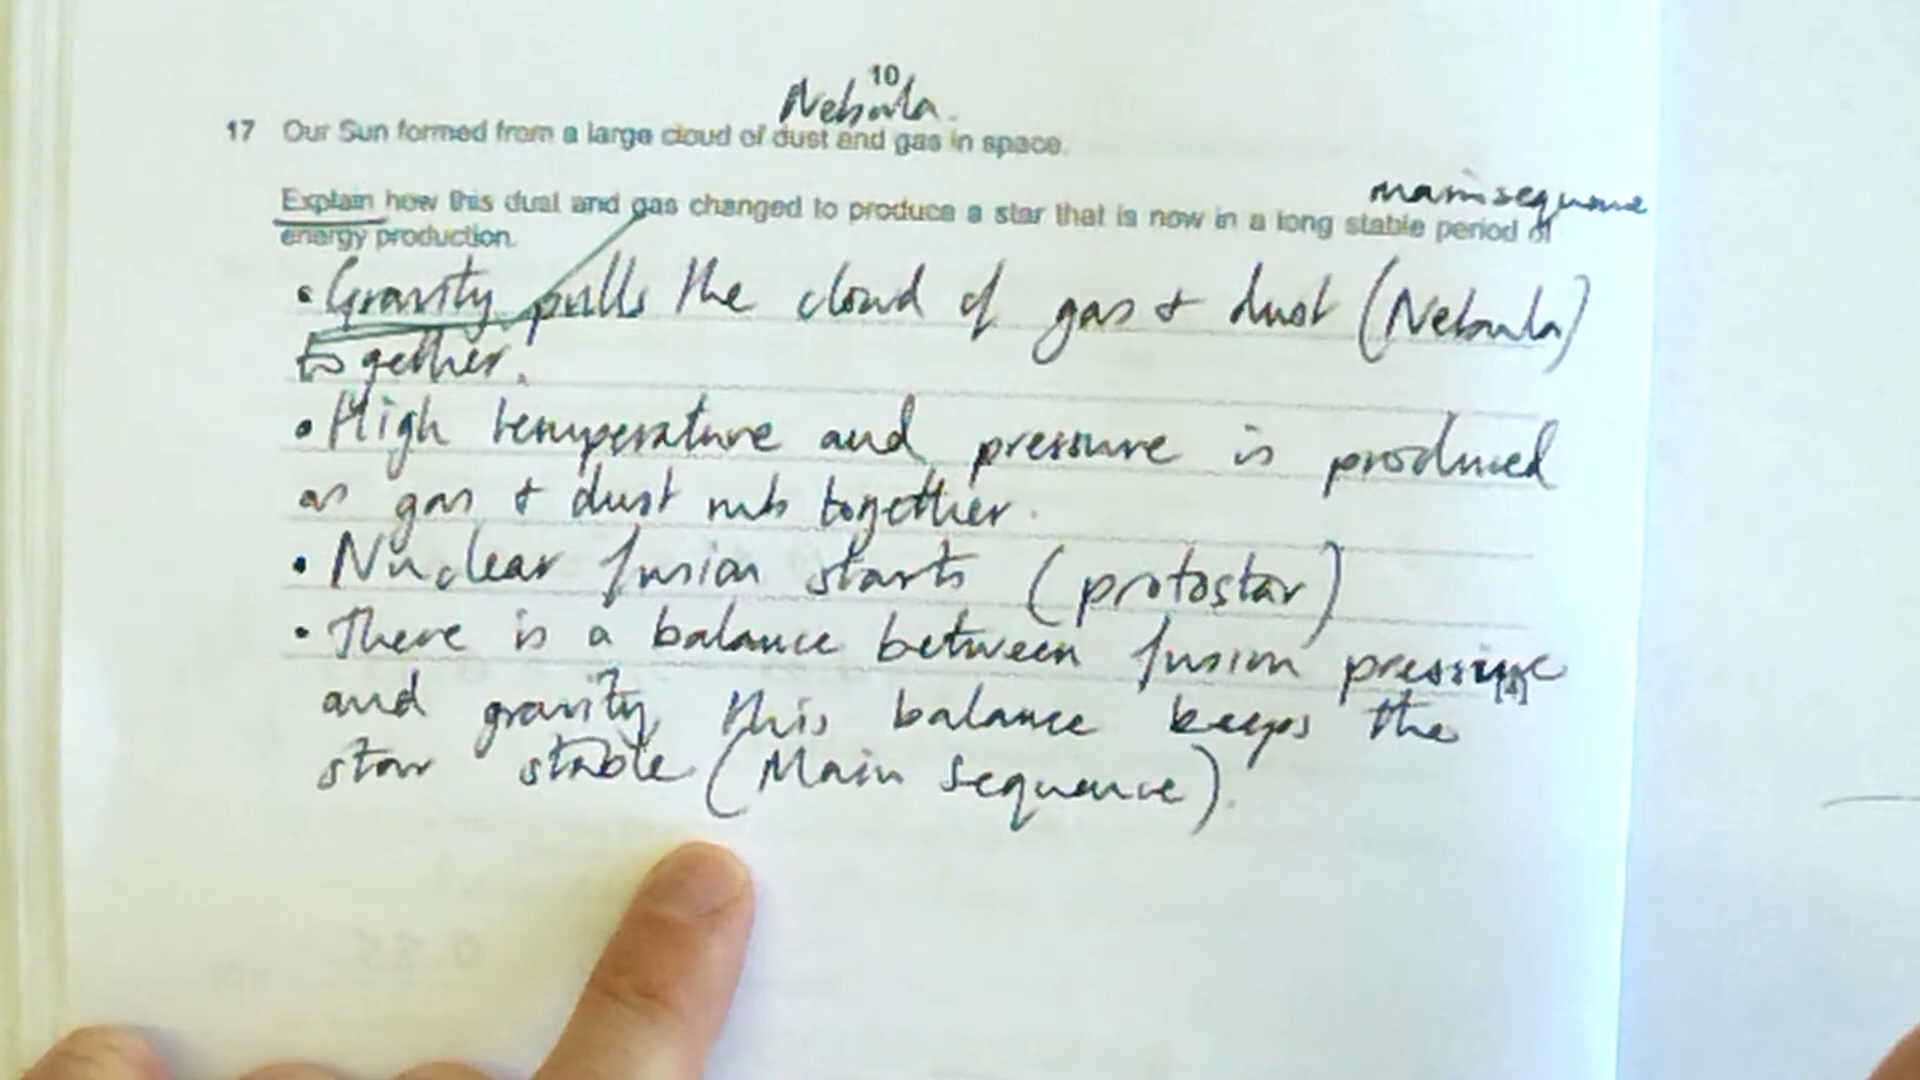 10
Nebula.
17 Our Sun formed from a large cloud of dust and gas in space.
main sequence
Explain how this dual and gas changed to produce a star that is now in a long stable period of
energy production.
• Gravity pulls the cloud of gas & dust (Nebula)
together.
• High temperature and pressure is produced
as gas & dust rubs together.
• Nuclear fusion starts (protostar)
• There is a balance between fusion pressure
[4]
and gravity, this balance keeps the
star stable (Main Sequence).